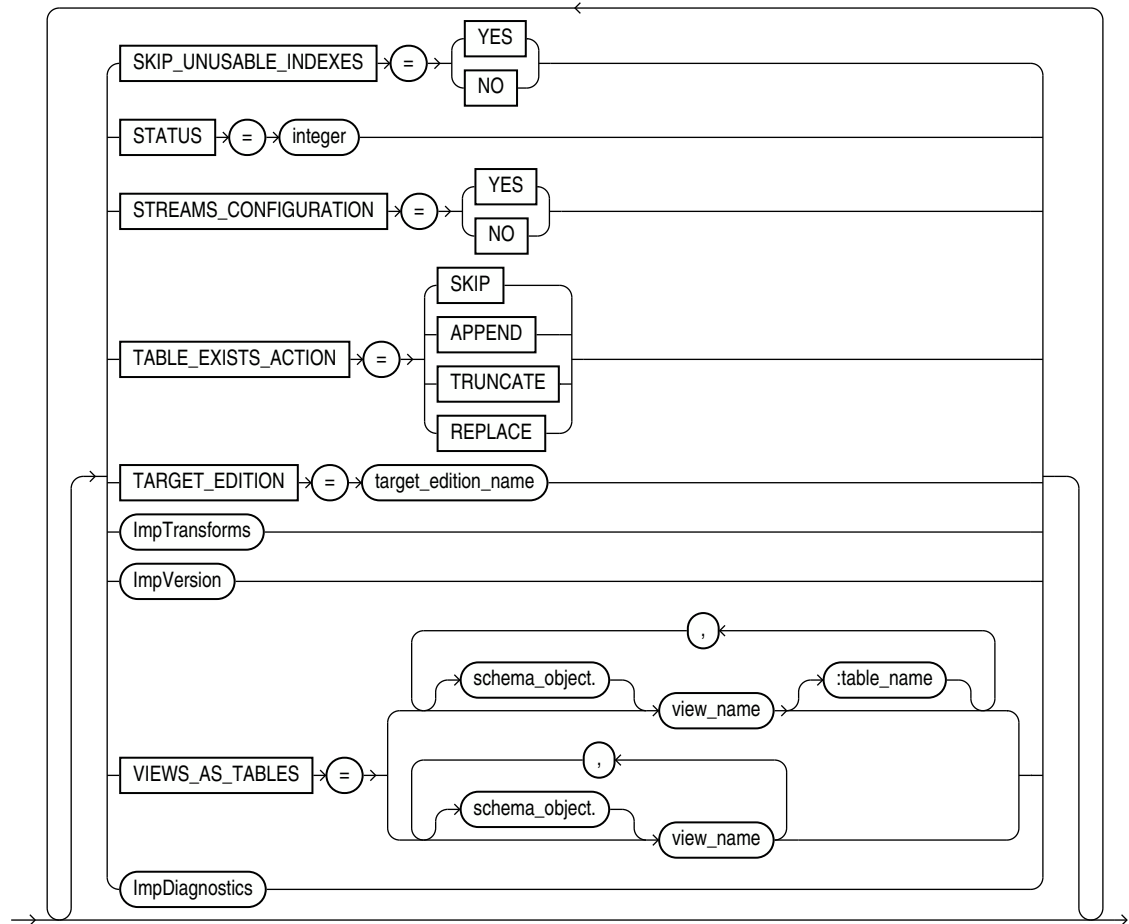 YES
SKIP_UNUSABLE_INDEXES =
NO
STATUS = integer
YES
STREAMS_CONFIGURATION =
NO
SKIP
APPEND
TABLE_EXISTS_ACTION =
TRUNCATE
REPLACE
TARGET_EDITION = target_edition_name
ImpTransforms
ImpVersion
,
schema_object. :table_name
view_name
,
VIEWS_AS_TABLES =
schema_object.
view_name
ImpDiagnostics